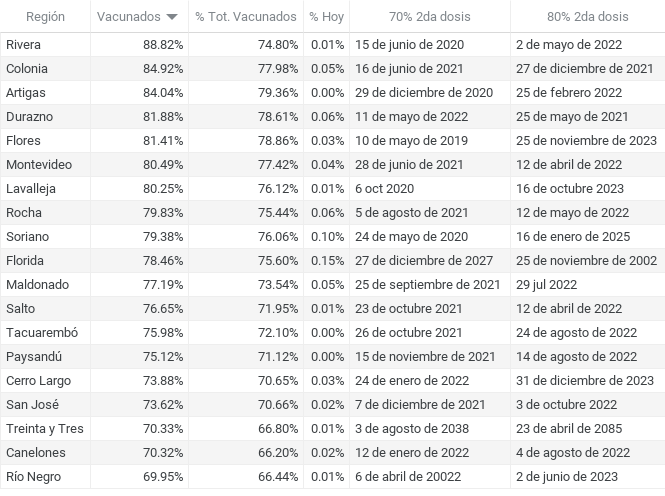 Región Vacunados % Tot. Vacunados % Hoy 70% 2da dosis 80% 2da dosis
Rivera 88.82% 74.80% 0.01% 15 de junio de 2020 2 de mayo de 2022
Colonia 84.92% 77.98% 0.05% 16 de junio de 2021 27 de diciembre de 2021
Artigas 84.04% 79.36% 0.00% 29 de diciembre de 2020 25 de febrero 2022
Durazno 81.88% 78.61% 0.06% 11 de mayo de 2022 25 de mayo de 2021
Flores 81.41% 78.86% 0.03% 10 de mayo de 2019 25 de noviembre de 2023
Montevideo 80.49% 77.42% 0.04% 28 de junio de 2021 12 de abril de 2022
Lavalleja 80.25% 76.12% 0.01% 6 oct 2020 16 de octubre de 2023
Rocha 79.83% 75.44% 0.06% 5 de agosto de 2021 12 de mayo de 2022
Soriano 79.38% 76.06% 0.10% 24 de mayo de 2020 16 de enero de 2025
Florida 78.46% 75.60% 0.15% 27 de diciembre de 2027 25 de noviembre de 2002
Maldonado 77.19% 73.54% 0.05% 25 de septiembre de 2021 29 jul 2022
Salto 76.65% 71.95% 0.01% 23 de octubre 2021 12 de abril de 2022
Tacuarembó 75.98% 72.10% 0.00% 26 de octubre 2021 24 de agosto de 2022
Paysandú 75.12% 71.12% 0.00% 15 de noviembre de 2021 14 de agosto de 2022
Cerro Largo 73.88% 70.65% 0.03% 24 de enero de 2022 31 de diciembre de 2023
San José 73.62% 70.66% 0.02% 7 de diciembre de 2021 3 de octubre 2022
Treinta y Tres 70.33% 66.80% 0.01% 3 de agosto de 2038 23 de abril de 2085
Canelones 70.32% 66.20% 0.02% 12 de enero de 2022 4 de agosto de 2022
Río Negro 69.95% 66.44% 0.01% 6 de abril de 20022 2 de junio de 2023